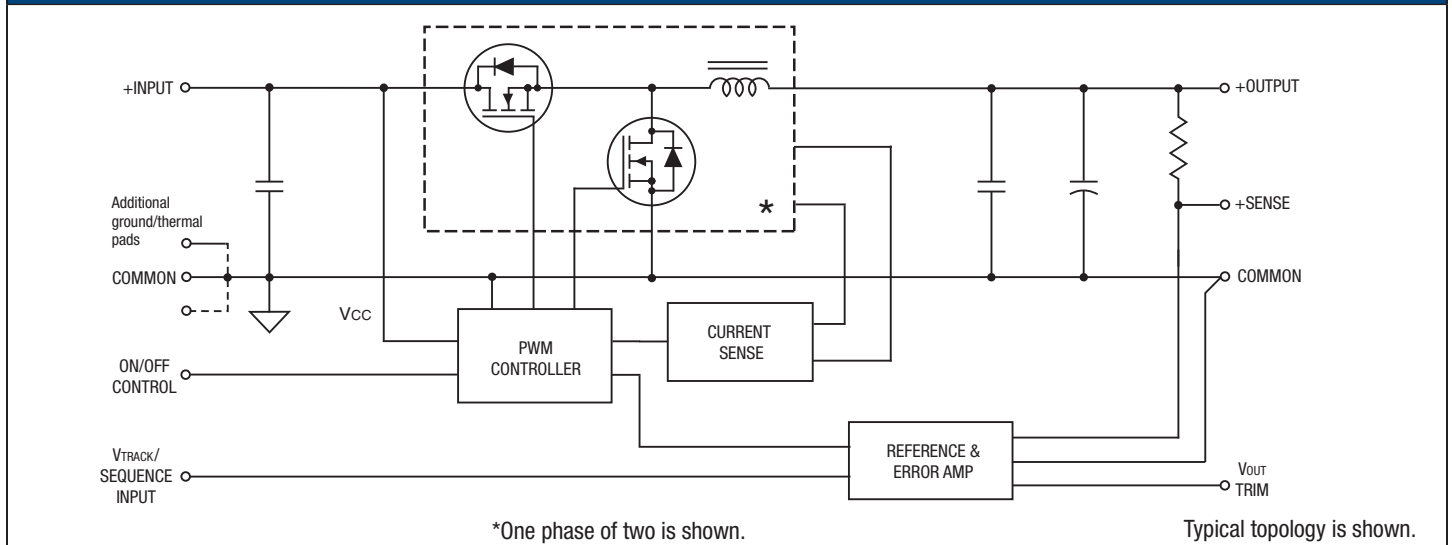 +INPUT
+OUTPUT
*
Additional
ground/thermal
pads
+SENSE
COMMON
COMMON
VCC
PWM
CONTROLLER
CURRENT
SENSE
ON/OFF
CONTROL
VTRACK/
SEQUENCE
INPUT
REFERENCE &
ERROR AMP
VOUT
TRIM
*One phase of two is shown.
Typical topology is shown.